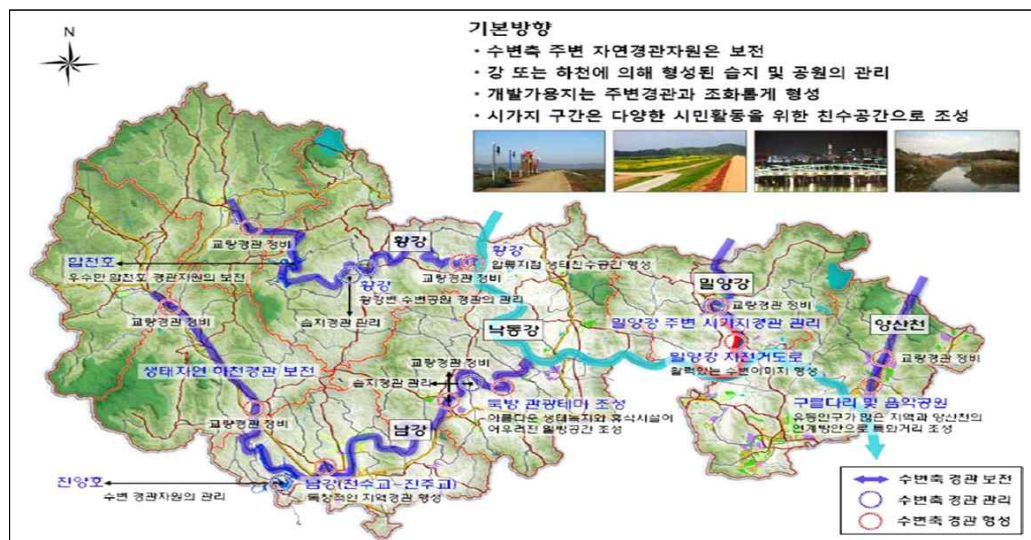 기본방향
• 수변축 주변 자연경관자원은 보전
• 강 또는 하천에 의해 형성된 습지 및 공원의 관리
• 개발가용지는 주변경관과 조화롭게 형성
• 시가지 구간은 다양한 시민활동을 위한 친수공간으로 조성
N
교량경관 정비
합천호
우수한 합천호 경관자원의 보전
황강
황강
합류지점 생태친수공간 형성
교량경관 정비
황강
황강변 수변공원 경관의 관리
습지경관 관리
밀양강
교량경관 정비
밀양강 주변 시가지경관 관리
양산천
교량경관 정비
낙동강
교량경관 정비
밀양강 자전거도로
활력있는 수변이미지 형성
생태자연 하천경관 보전
교량경관 정비
습지경관 관리
둑방 관광테마 조성
아름다운 생태녹지와 휴식시설이
어우러진 웰빙공간 조성
구름다리 및 음악공원
유동인구가 많은 지역과 양산천의
연계방안으로 특화거리 조성
교량경관 정비
남강
진양호
수변 경관자원의 관리
남강(천수교~진주교)
독창적인 지역경관 형성
수변축 경관 보전
수변축 경관 관리
수변축 경관 형성